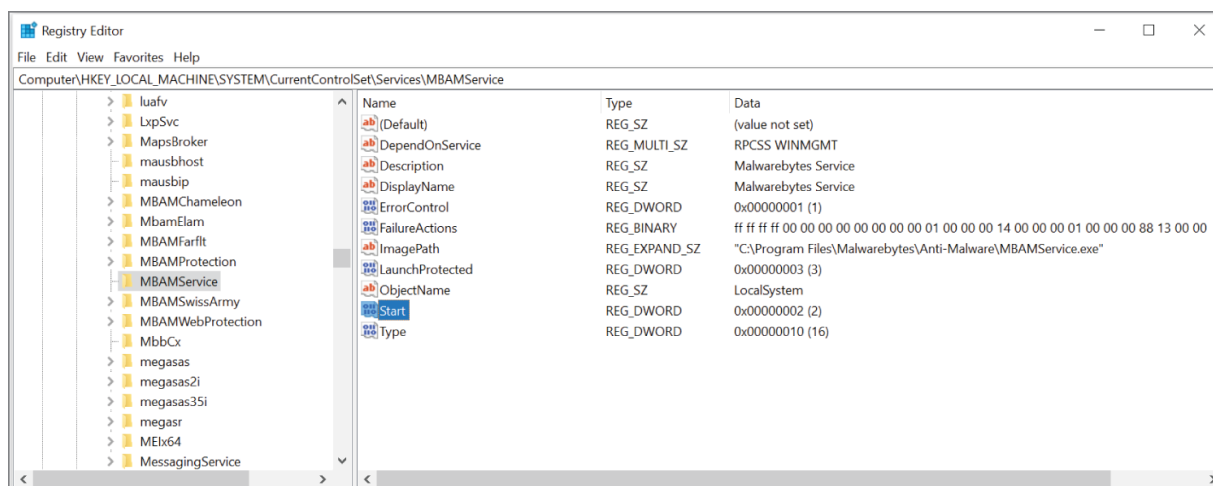 Registry Editor
File Edit View Favorites Help
Computer\HKEY_LOCAL_MACHINE\SYSTEM\CurrentControlSet\Services\MBAMService
luafv
LxpSvc
MapsBroker
mausbhost
mausbip
MBAMChameleon
MbamElam
MBAMFarflt
MBAMProtection
MBAMService
MBAMSwissArmy
MBAMWebProtection
MbbCx
megasas
megasas2i
megasas35i
megasr
MEIx64
MessagingService
Name Type Data
(Default) REG_SZ (value not set)
DependOnService REG_MULTI_SZ RPCSS WINMGMT
Description REG_SZ Malwarebytes Service
DisplayName REG_SZ Malwarebytes Service
ErrorControl REG_DWORD 0x00000001 (1)
FailureActions REG_BINARY ff ff ff ff 00 00 00 00 00 00 00 00 01 00 00 00 14 00 00 00 01 00 00 00 88 13 00 00
ImagePath REG_EXPAND_SZ "C:\Program Files\Malwarebytes\Anti-Malware\MBAMService.exe"
LaunchProtected REG_DWORD 0x00000003 (3)
ObjectName REG_SZ LocalSystem
Start REG_DWORD 0x00000002 (2)
Type REG_DWORD 0x00000010 (16)